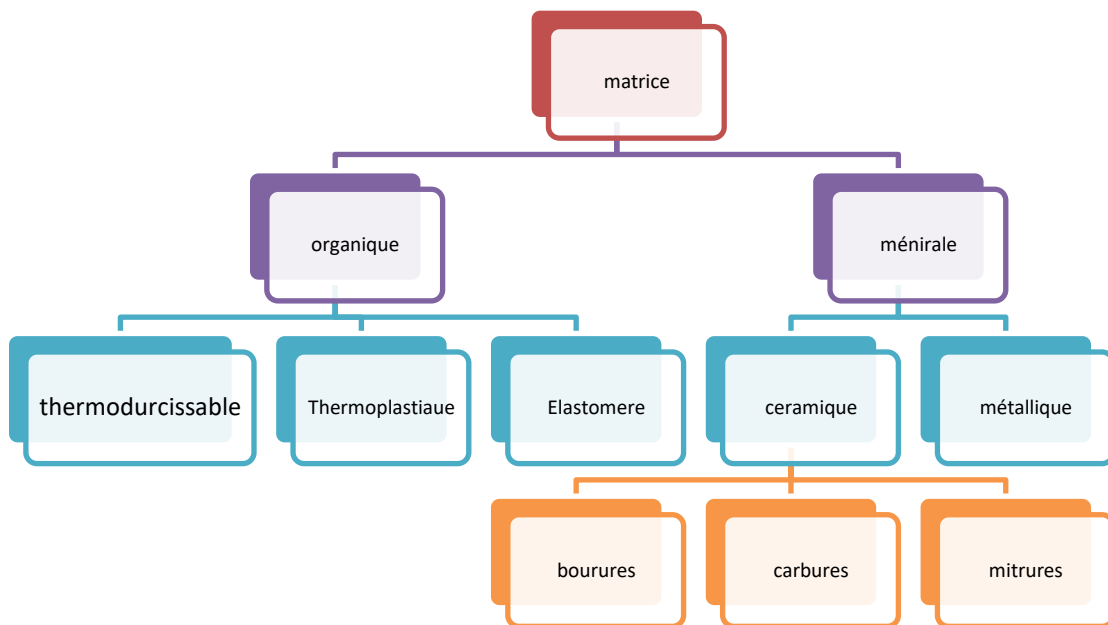 matrice
organique
ménirale
thermodurcissable
Thermoplastiaue
Elastomere
ceramique
métallique
bourures
carbures
mitrures